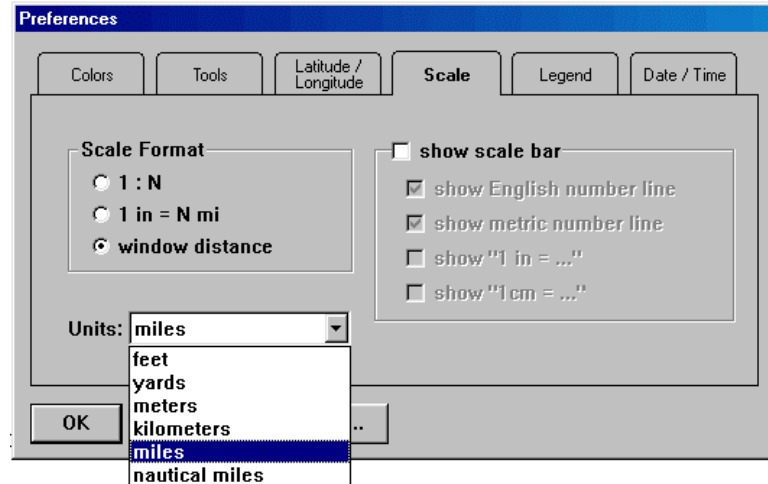 Preferences
Colors
Tools
Latitude /
Longitude
Scale
Legend
Date / Time
Scale Format
1 : N
1 in = N mi
window distance
show scale bar
show English number line
show metric number line
show "1 in = ..."
show "1cm = ..."
Units: miles
feet
yards
meters
kilometers
miles
nautical miles
OK
..